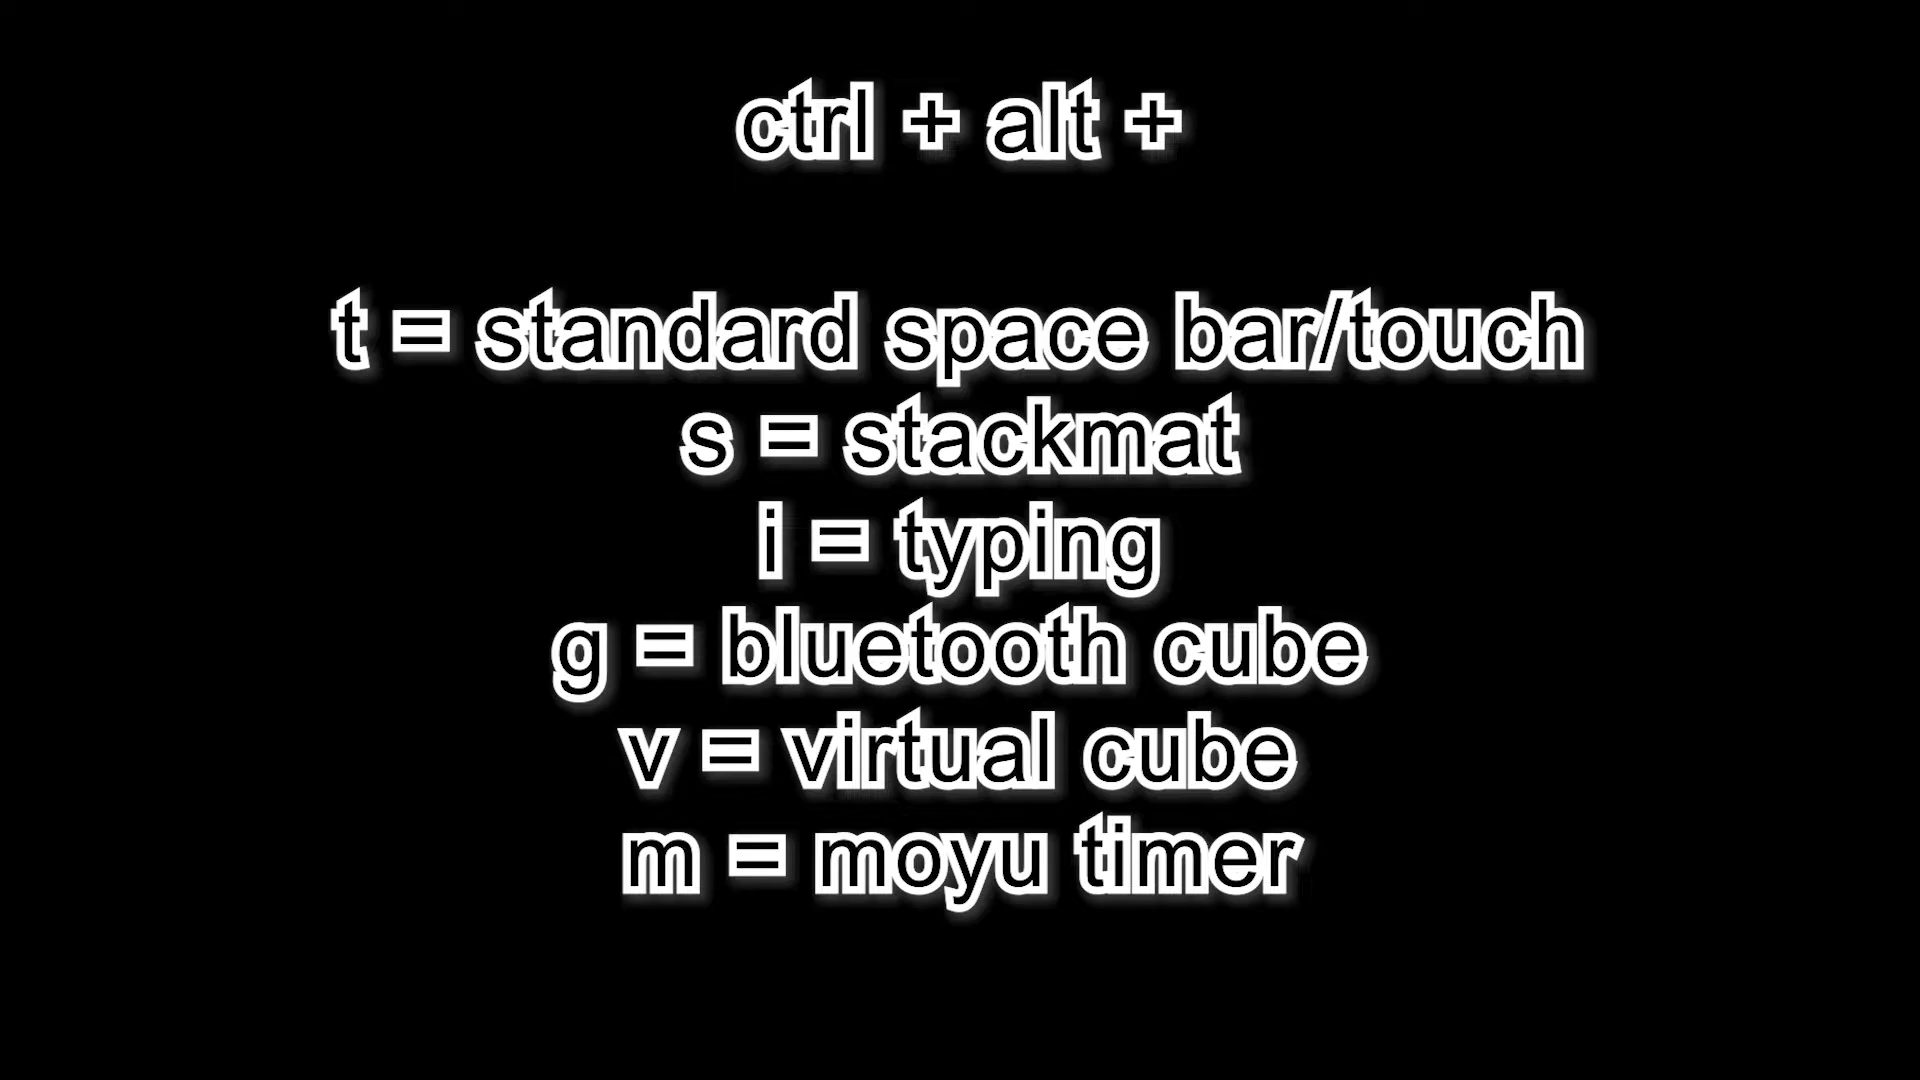 ctrl + alt +
t = standard space bar/touch
s = stackmat
i = typing
g = bluetooth cube
v = virtual cube
m = moyu timer